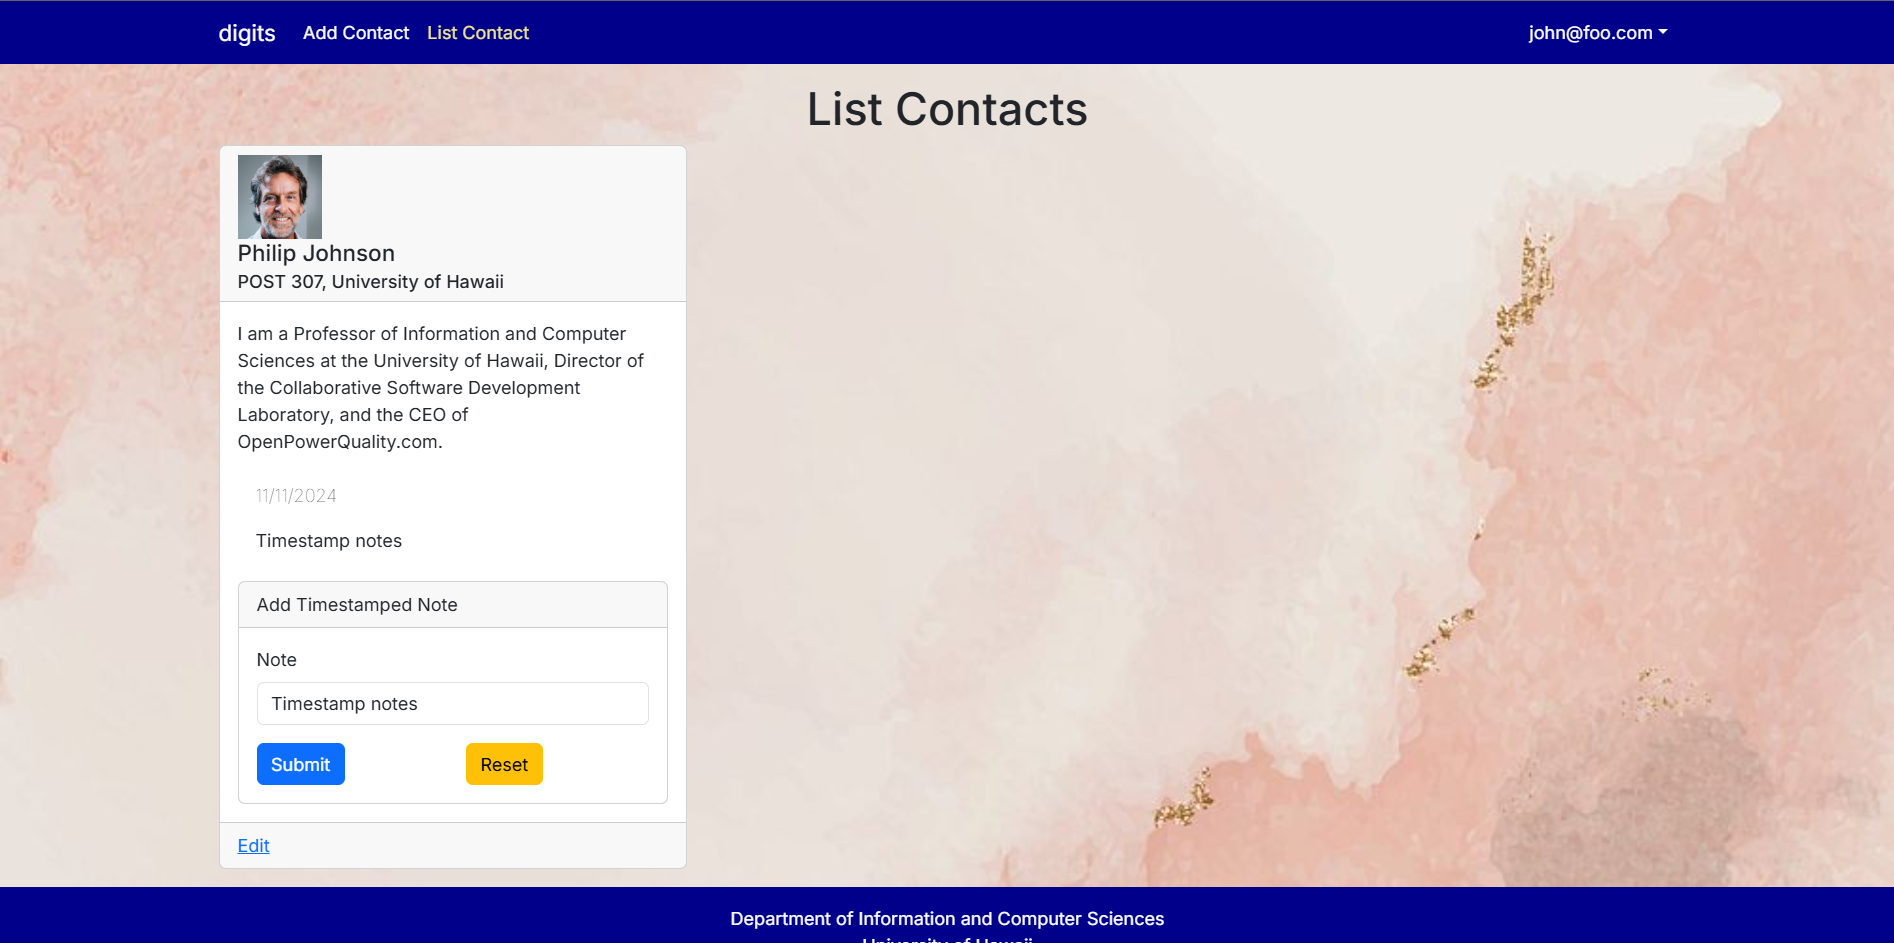 digits Add Contact List Contact john@foo.com
List Contacts
Philip Johnson
POST 307, University of Hawaii
I am a Professor of Information and Computer
Sciences at the University of Hawaii, Director of
the Collaborative Software Development
Laboratory, and the CEO of
OpenPowerQuality.com.
11/11/2024
Timestamp notes
Add Timestamped Note
Note
Timestamp notes
Submit Reset
Edit
Department of Information and Computer Sciences
University of Hawaii